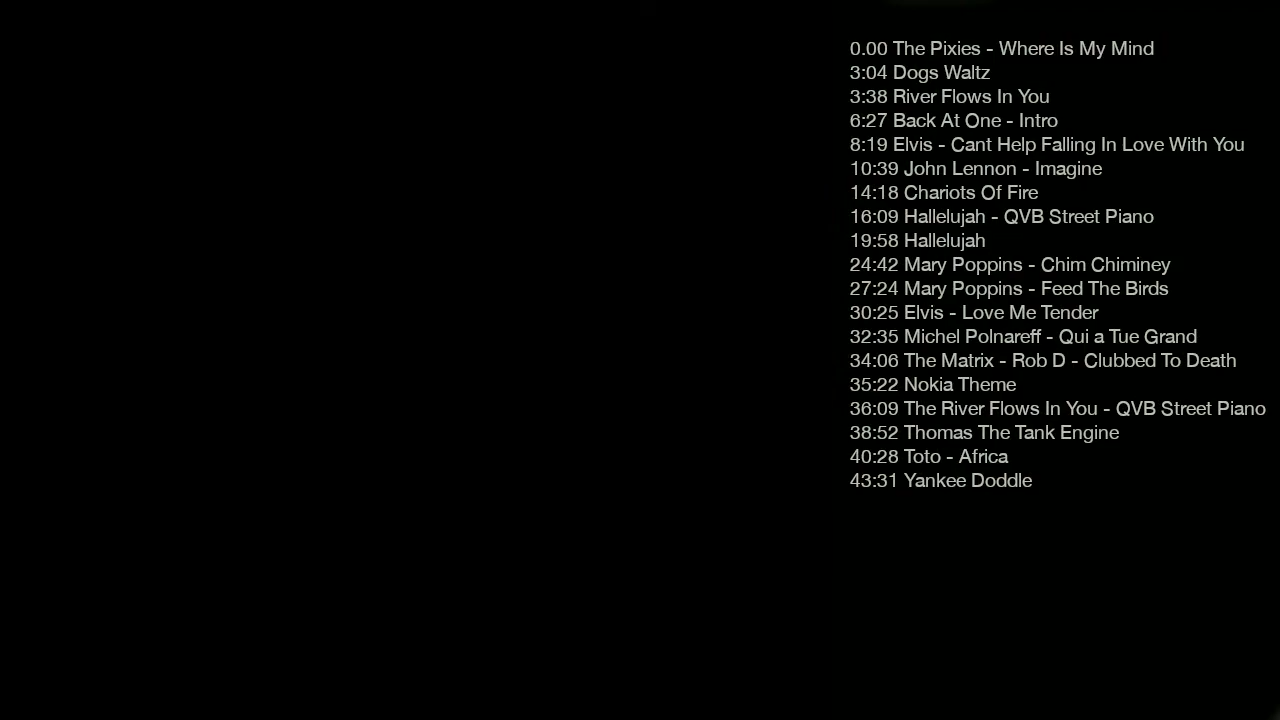 0.00 The Pixies - Where Is My Mind
3:04 Dogs Waltz
3:38 River Flows In You
6:27 Back At One - Intro
8:19 Elvis - Cant Help Falling In Love With You
10:39 John Lennon - Imagine
14:18 Chariots Of Fire
16:09 Hallelujah - QVB Street Piano
19:58 Hallelujah
24:42 Mary Poppins - Chim Chiminey
27:24 Mary Poppins - Feed The Birds
30:25 Elvis - Love Me Tender
32:35 Michel Polnareff - Qui a Tue Grand
34:06 The Matrix - Rob D - Clubbed To Death
35:22 Nokia Theme
36:09 The River Flows In You - QVB Street Piano
38:52 Thomas The Tank Engine
40:28 Toto - Africa
43:31 Yankee Doddle